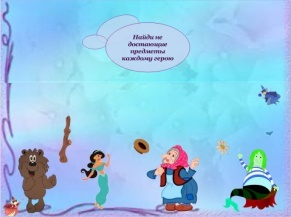 Найди не
достающие
предметы
каждому герою